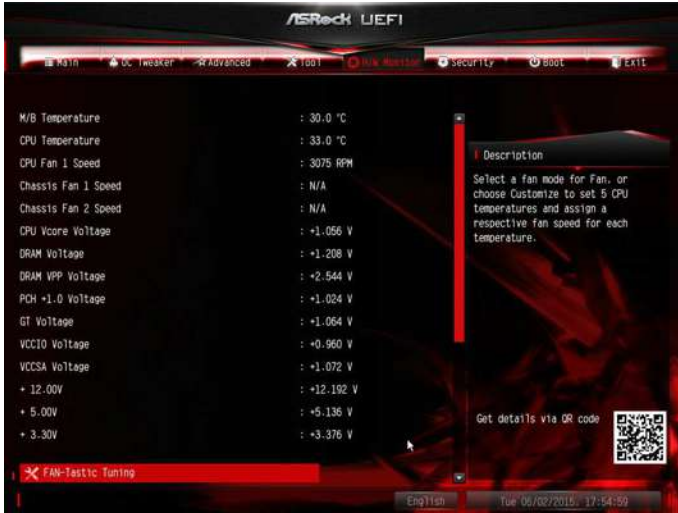 ASRock UEFI
Main OC Tweaker Advanced Tool H/W Monitor Security Boot Exit
M/B Temperature : 30.0 °C
CPU Temperature : 33.0 °C
CPU Fan 1 Speed : 3075 RPM
Chassis Fan 1 Speed : N/A
Chassis Fan 2 Speed : N/A
CPU Vcore Voltage : +1.056 V
DRAM Voltage : +1.208 V
DRAM VPP Voltage : +2.544 V
PCH +1.0 Voltage : +1.024 V
GT Voltage : +1.064 V
VCCIO Voltage : +0.960 V
VCCSA Voltage : +1.072 V
+ 12.00V : +12.192 V
+ 5.00V : +5.136 V
+ 3.30V : +3.376 V
FAN-Tastic Tuning
Description
Select a fan mode for Fan, or
choose Customize to set 5 CPU
temperatures and assign a
respective fan speed for each
temperature.
Get details via QR code
English
Tue 06/02/2015, 17:54:59